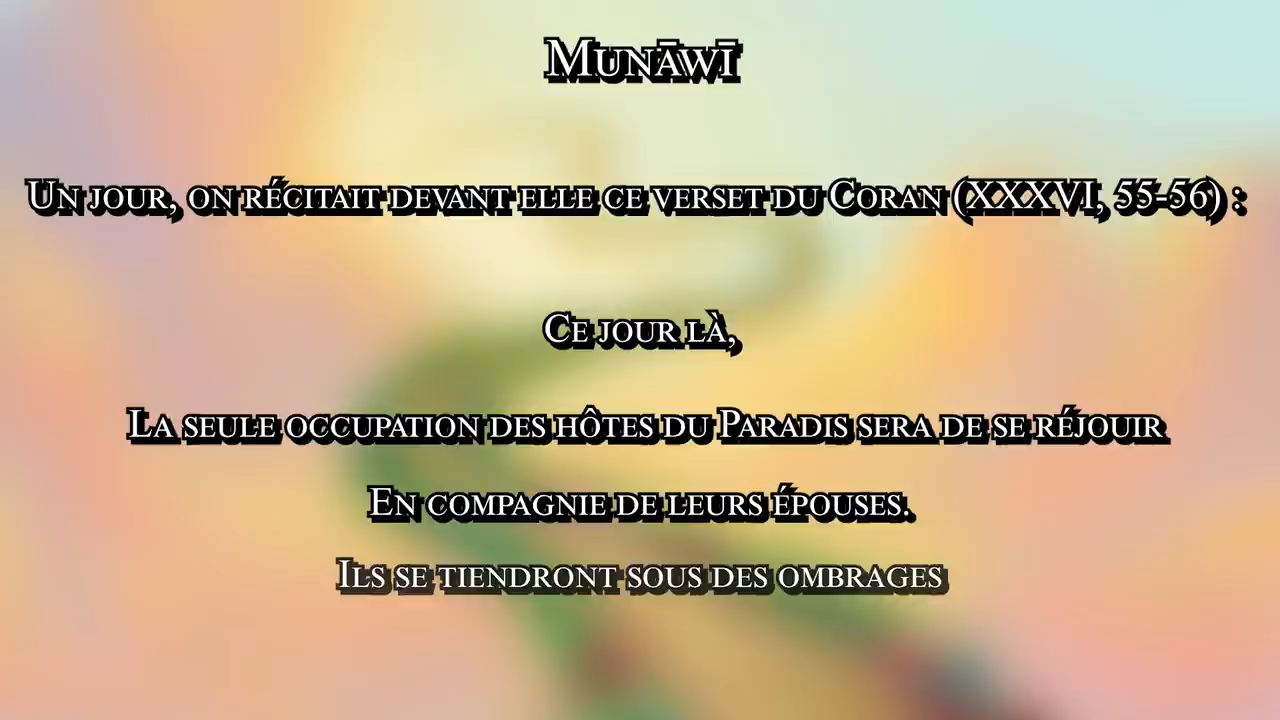 Munāwī
Un jour, on récitait devant elle ce verset du Coran (XXXVI, 55-56) :
Ce jour là,
La seule occupation des hôtes du Paradis sera de se réjouir
En compagnie de leurs épouses.
Ils se tiendront sous des ombrages